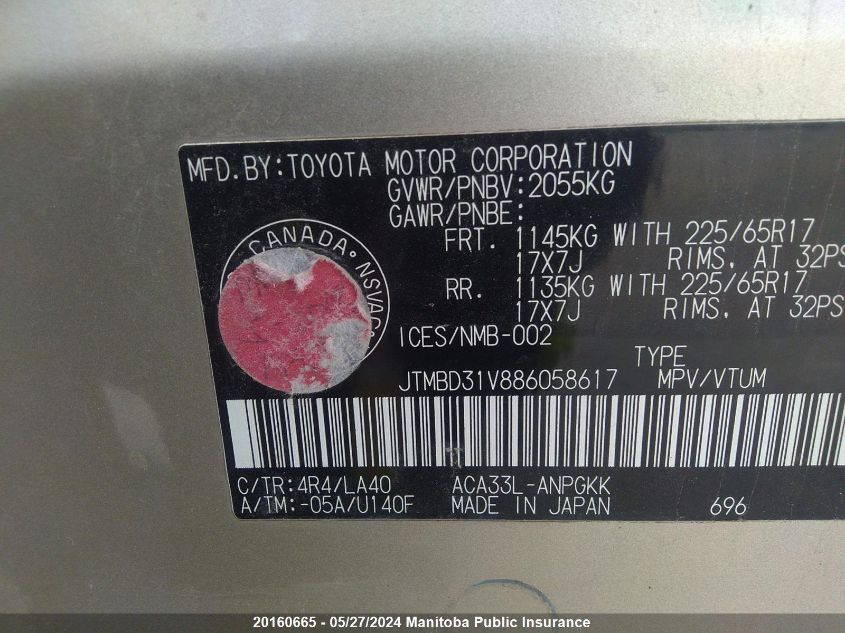 MFD.BY:TOYOTA MOTOR CORPORATION
GVWR/PNBV:2055KG
GAWR/PNBE:
FRT. 1145KG WITH 225/65R17
17X7J RIMS, AT 32PS
RR. 1135KG WITH 225/65R17
17X7J RIMS, AT 32PS
CANADA • NSVAC
ICES/NMB-002
TYPE
JTMBD31V886058617 MPV/VTUM
C/TR:4R4/LA40 ACA33L-ANPGKK
A/TM:-05A/U140F MADE IN JAPAN 696
20160665 - 05/27/2024 Manitoba Public Insurance